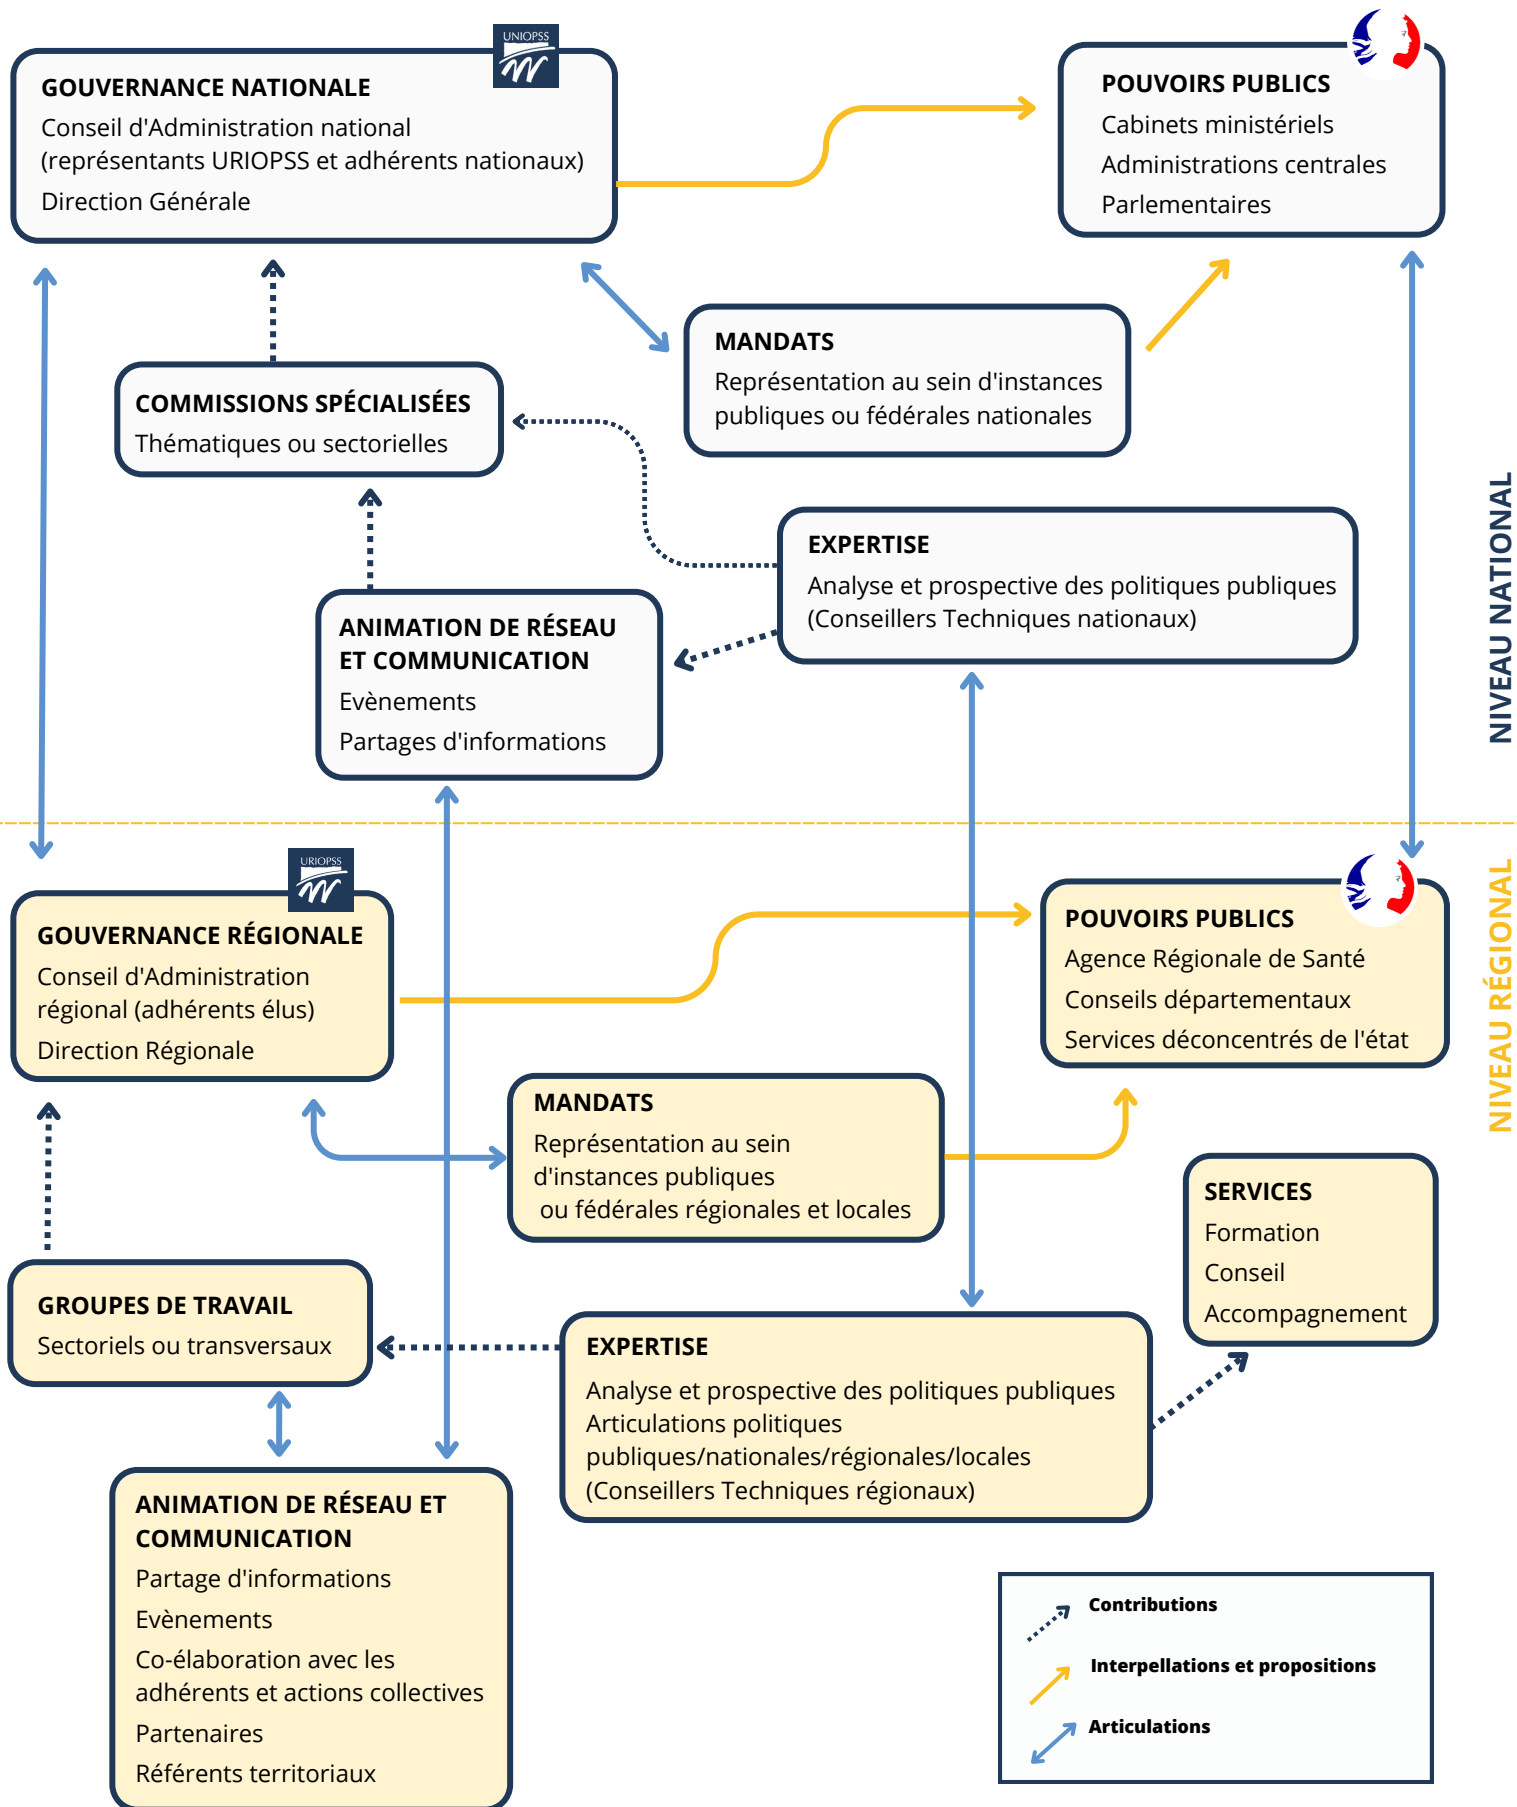 UNIOPSS
GOUVERNANCE NATIONALE
Conseil d'Administration national
(représentants URIOPSS et adhérents nationaux)
Direction Générale
POUVOIRS PUBLICS
Cabinets ministériels
Administrations centrales
Parlementaires
MANDATS
Représentation au sein d'instances
publiques ou fédérales nationales
COMMISSIONS SPÉCIALISÉES
Thématiques ou sectorielles
EXPERTISE
Analyse et prospective des politiques publiques
(Conseillers Techniques nationaux)
ANIMATION DE RÉSEAU
ET COMMUNICATION
Evènements
Partages d'informations
NIVEAU NATIONAL
URIOPSS
GOUVERNANCE RÉGIONALE
Conseil d'Administration
régional (adhérents élus)
Direction Régionale
POUVOIRS PUBLICS
Agence Régionale de Santé
Conseils départementaux
Services déconcentrés de l'état
NIVEAU RÉGIONAL
MANDATS
Représentation au sein
d'instances publiques
ou fédérales régionales et locales
SERVICES
Formation
Conseil
Accompagnement
GROUPES DE TRAVAIL
Sectoriels ou transversaux
EXPERTISE
Analyse et prospective des politiques publiques
Articulations politiques
publiques/nationales/régionales/locales
(Conseillers Techniques régionaux)
ANIMATION DE RÉSEAU ET
COMMUNICATION
Partage d'informations
Evènements
Co-élaboration avec les
adhérents et actions collectives
Partenaires
Référents territoriaux
Contributions
Interpellations et propositions
Articulations